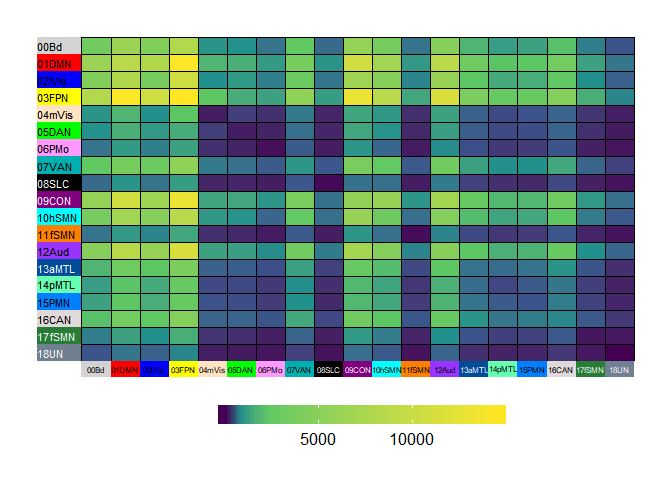 00Bd
01DMN
02Vis
03FPN
04mVis
05DAN
06PMo
07VAN
08SLC
09CON
10hSMN
11fSMN
12Aud
13aMTL
14pMTL
15PMN
16CAN
17fSMN
18UN
00Bd 01DMN 02Vis 03FPN 04mVis 05DAN 06PMo 07VAN 08SLC 09CON 10hSMN 11fSMN 12Aud 13aMTL 14pMTL 15PMN 16CAN 17fSMN 18UN
5000 10000